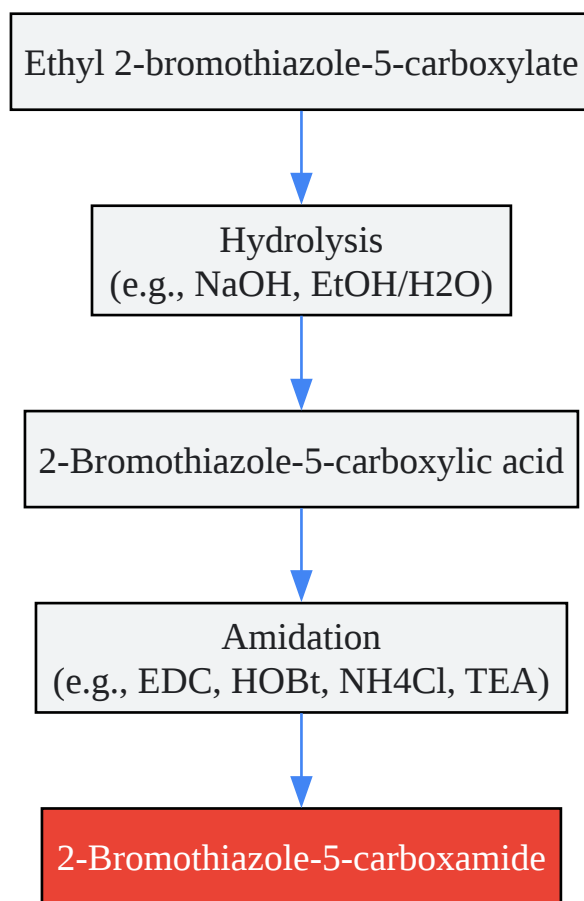 Ethyl 2-bromothiazole-5-carboxylate
Hydrolysis
(e.g., NaOH, EtOH/H2O)
2-Bromothiazole-5-carboxylic acid
Amidation
(e.g., EDC, HOBt, NH4Cl, TEA)
2-Bromothiazole-5-carboxamide